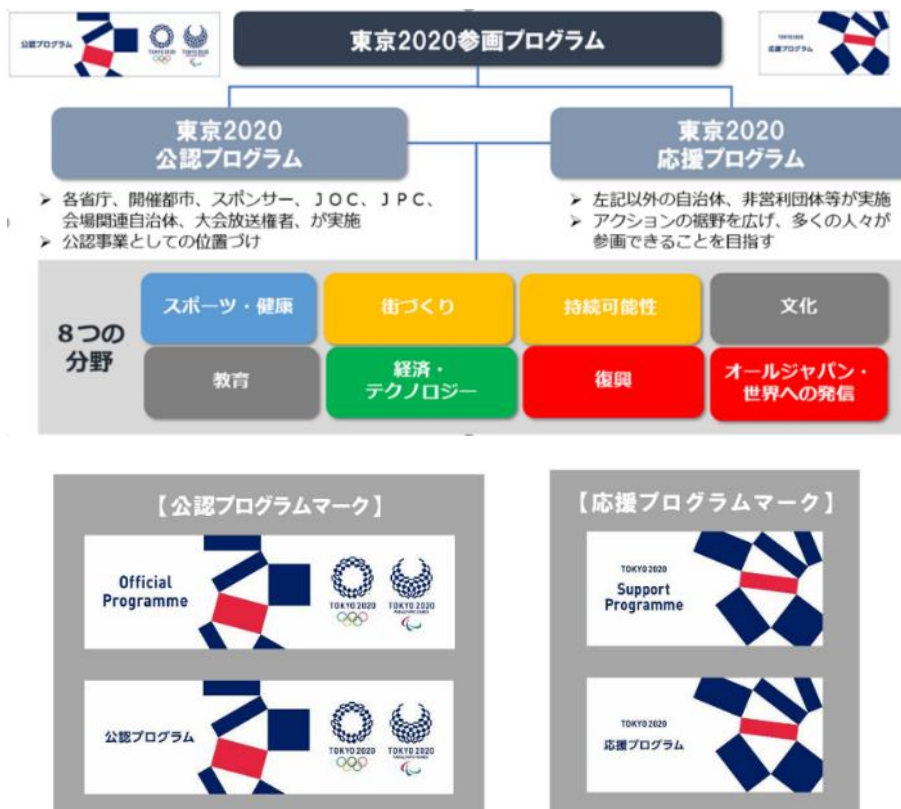 公認プログラム
TOKYO 2020
TOKYO 2020
東京2020参画プログラム
TOKYO 2020
応援プログラム
東京2020
公認プログラム
東京2020
応援プログラム
➢ 各省庁、開催都市、スポンサー、ＪＯＣ、ＪＰＣ、
会場関連自治体、大会放送権者、が実施
➢ 公認事業としての位置づけ
➢ 左記以外の自治体、非営利団体等が実施
➢ アクションの裾野を広げ、多くの人々が
参画できることを目指す
８つの
分野
スポーツ・健康
街づくり
持続可能性
文化
教育
経済・
テクノロジー
復興
オールジャパン・
世界への発信
【公認プログラムマーク】
Official
Programme
TOKYO 2020
TOKYO 2020
PARALYMPIC GAMES
公認プログラム
TOKYO 2020
TOKYO 2020
PARALYMPIC GAMES
【応援プログラムマーク】
TOKYO 2020
Support
Programme
TOKYO 2020
応援プログラム